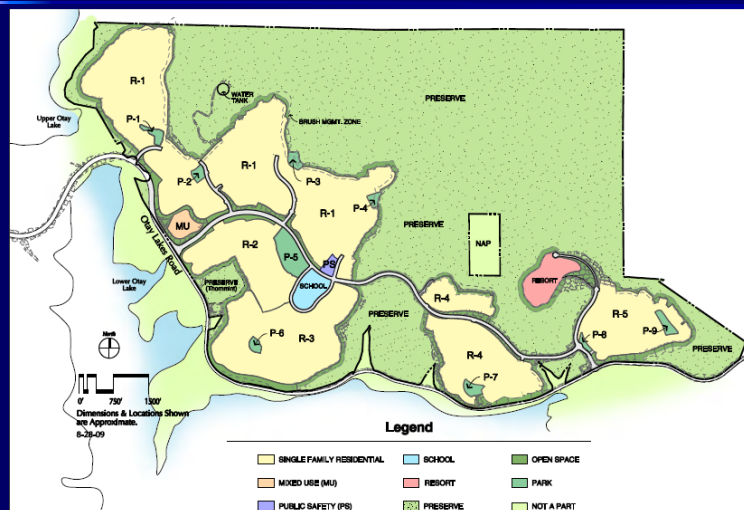 R-1
WATER
TANK
PRESERVE
BRUSH MGMT. ZONE
Upper Otay
Lake
P-1
R-1
P-2
P-3
P-4
R-1
PRESERVE
MU
Otay Lakes Road
R-2
P-5
PS
NAP
Lower Otay
Lake
PRESERVE
(Thornmint)
SCHOOL
RESORT
R-4
PRESERVE
R-5
P-9
P-6
R-3
R-4
P-8
PRESERVE
P-7
North
0' 750' 1500'
Dimensions & Locations Shown
are Approximate.
8-28-09
Legend
SINGLE FAMILY RESIDENTIAL SCHOOL OPEN SPACE
MIXED USE (MU) RESORT PARK
PUBLIC SAFETY (PS) PRESERVE NOT A PART